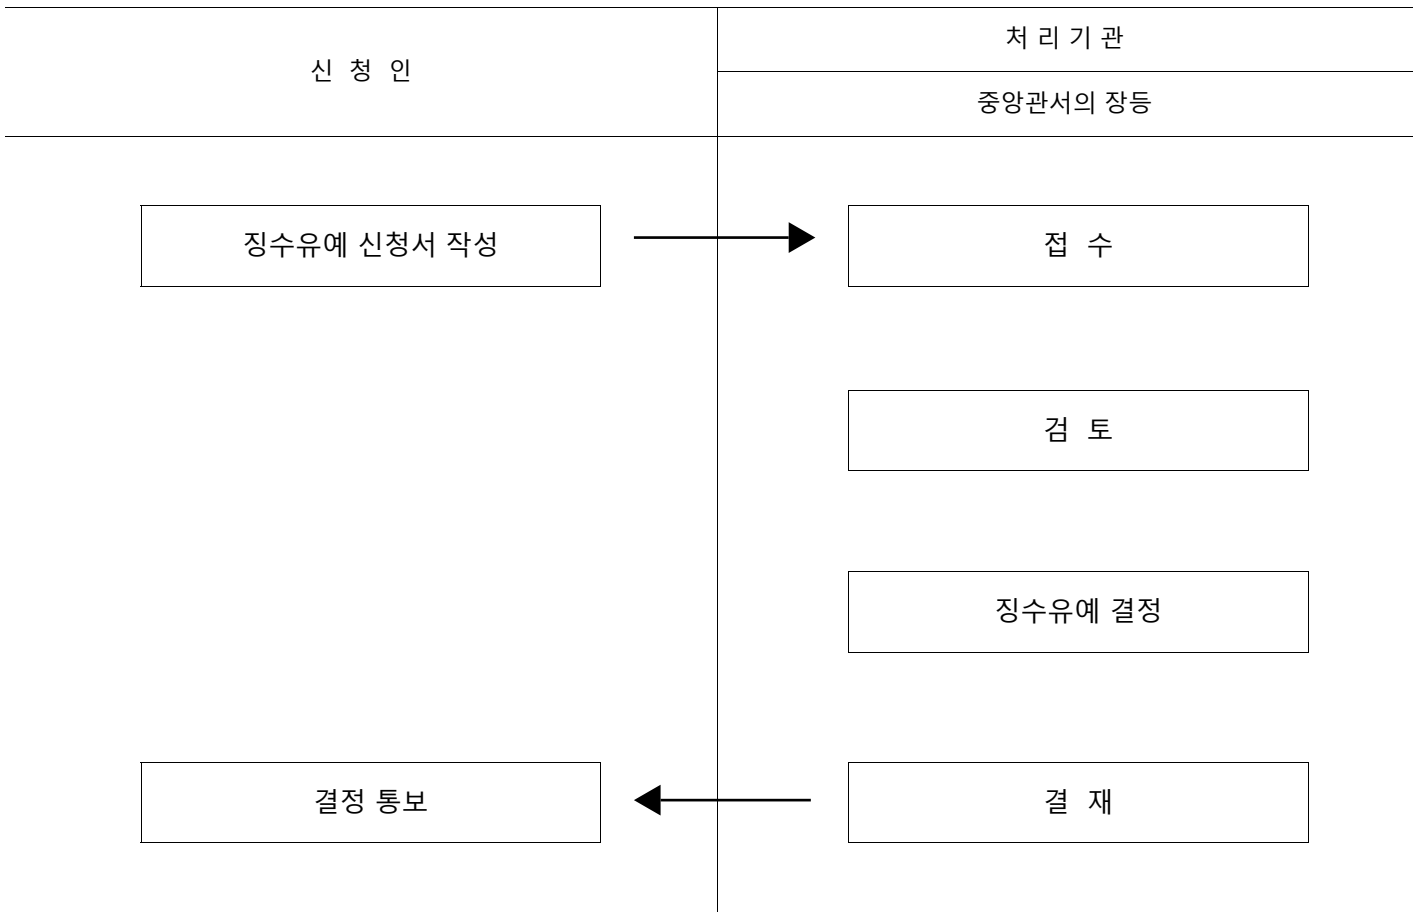 신 청 인
처 리 기 관
중앙관서의 장등
징수유예 신청서 작성
접 수
검 토
징수유예 결정
결정 통보
결 재